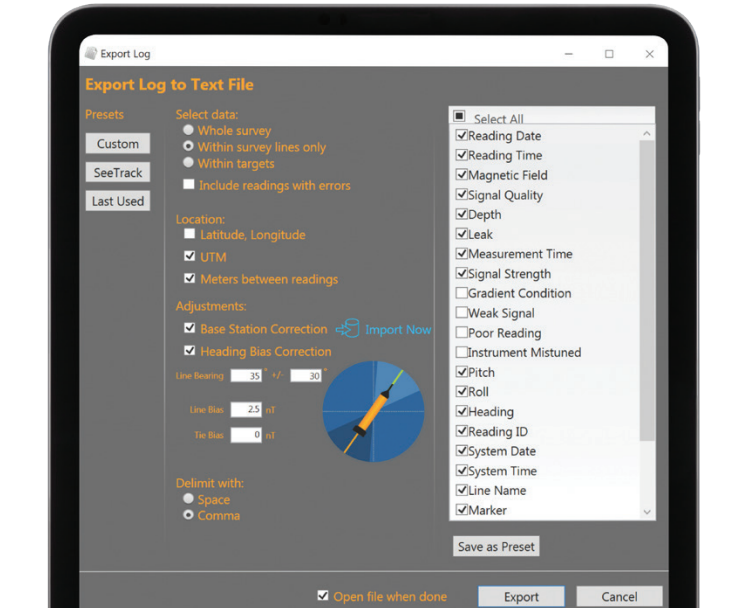 Export Log
Export Log to Text File
Presets
Custom
SeeTrack
Last Used
Select data:
Whole survey
Within survey lines only
Within targets
Include readings with errors
Location:
Latitude, Longitude
UTM
Meters between readings
Adjustments:
Base Station Correction Import Now
Heading Bias Correction
Line Bearing 35 ° +/- 30 °
Line Bias 2.5 nT
Tie Bias 0 nT
Delimit with:
Space
Comma
Select All
Reading Date
Reading Time
Magnetic Field
Signal Quality
Depth
Leak
Measurement Time
Signal Strength
Gradient Condition
Weak Signal
Poor Reading
Instrument Mistuned
Pitch
Roll
Heading
Reading ID
System Date
System Time
Line Name
Marker
Save as Preset
Open file when done
Export
Cancel